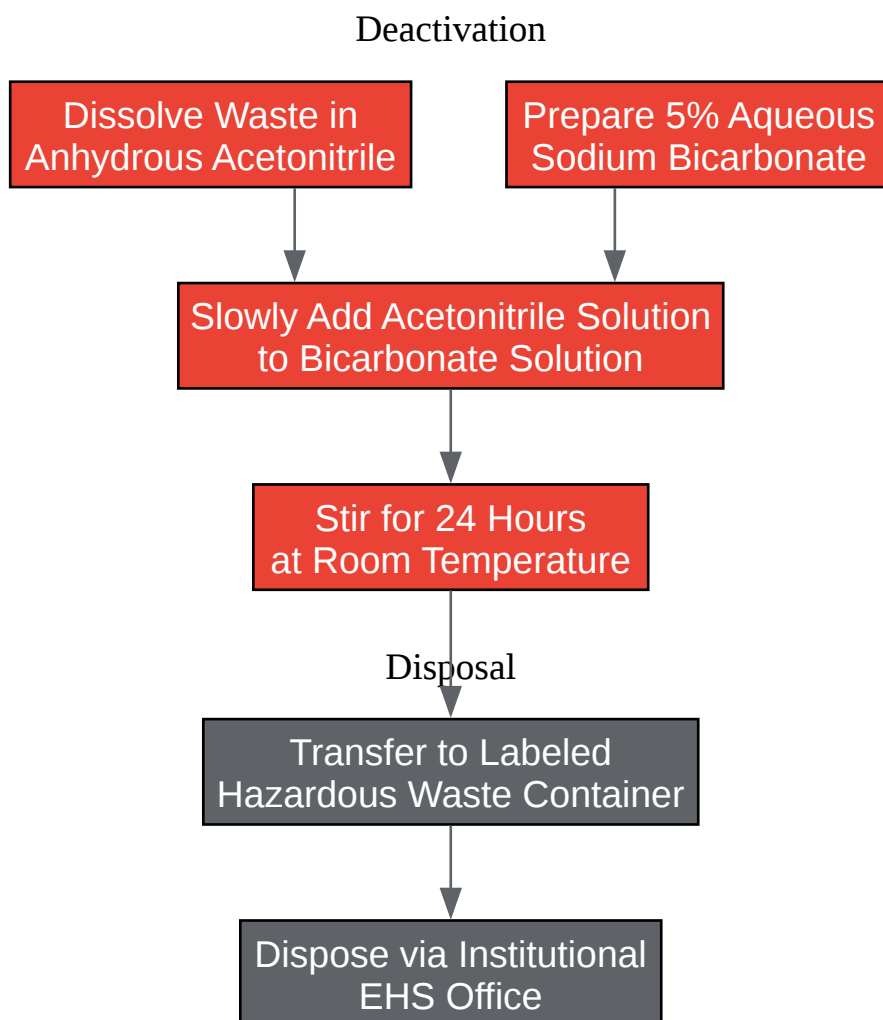 Deactivation
Dissolve Waste in
Anhydrous Acetonitrile
Prepare 5% Aqueous
Sodium Bicarbonate
Slowly Add Acetonitrile Solution
to Bicarbonate Solution
Stir for 24 Hours
at Room Temperature
Disposal
Transfer to Labeled
Hazardous Waste Container
Dispose via Institutional
EHS Office